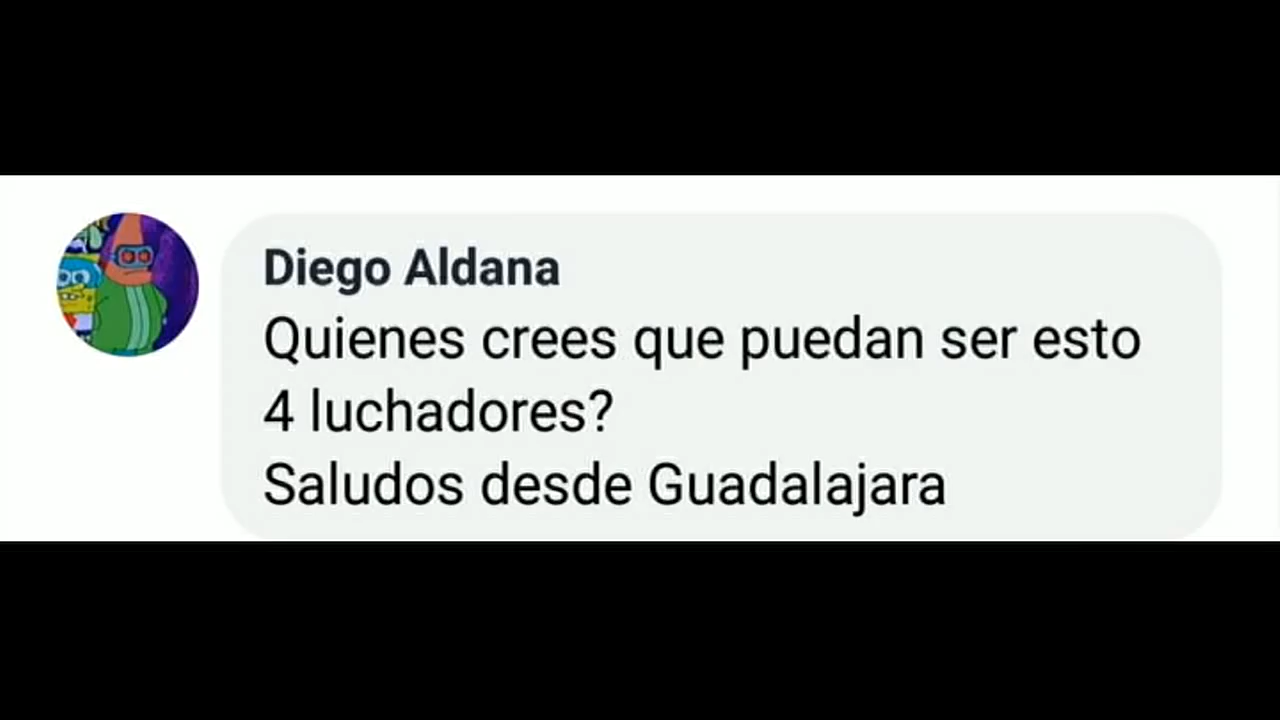 Diego Aldana
Quienes crees que puedan ser esto
4 luchadores?
Saludos desde Guadalajara